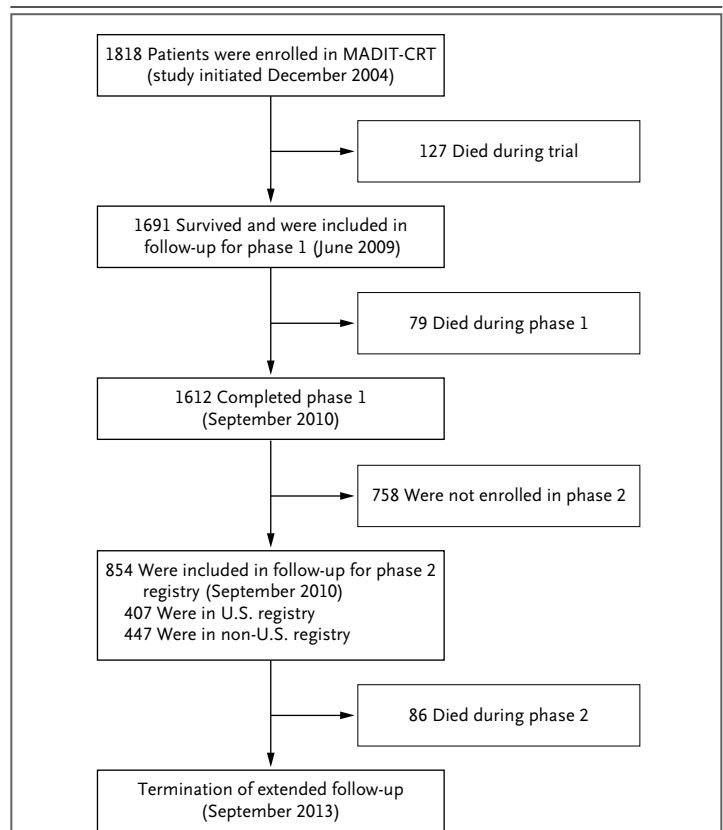 1818 Patients were enrolled in MADIT-CRT
(study initiated December 2004)
127 Died during trial
1691 Survived and were included in
follow-up for phase 1 (June 2009)
79 Died during phase 1
1612 Completed phase 1
(September 2010)
758 Were not enrolled in phase 2
854 Were included in follow-up for phase 2
registry (September 2010)
407 Were in U.S. registry
447 Were in non-U.S. registry
86 Died during phase 2
Termination of extended follow-up
(September 2013)